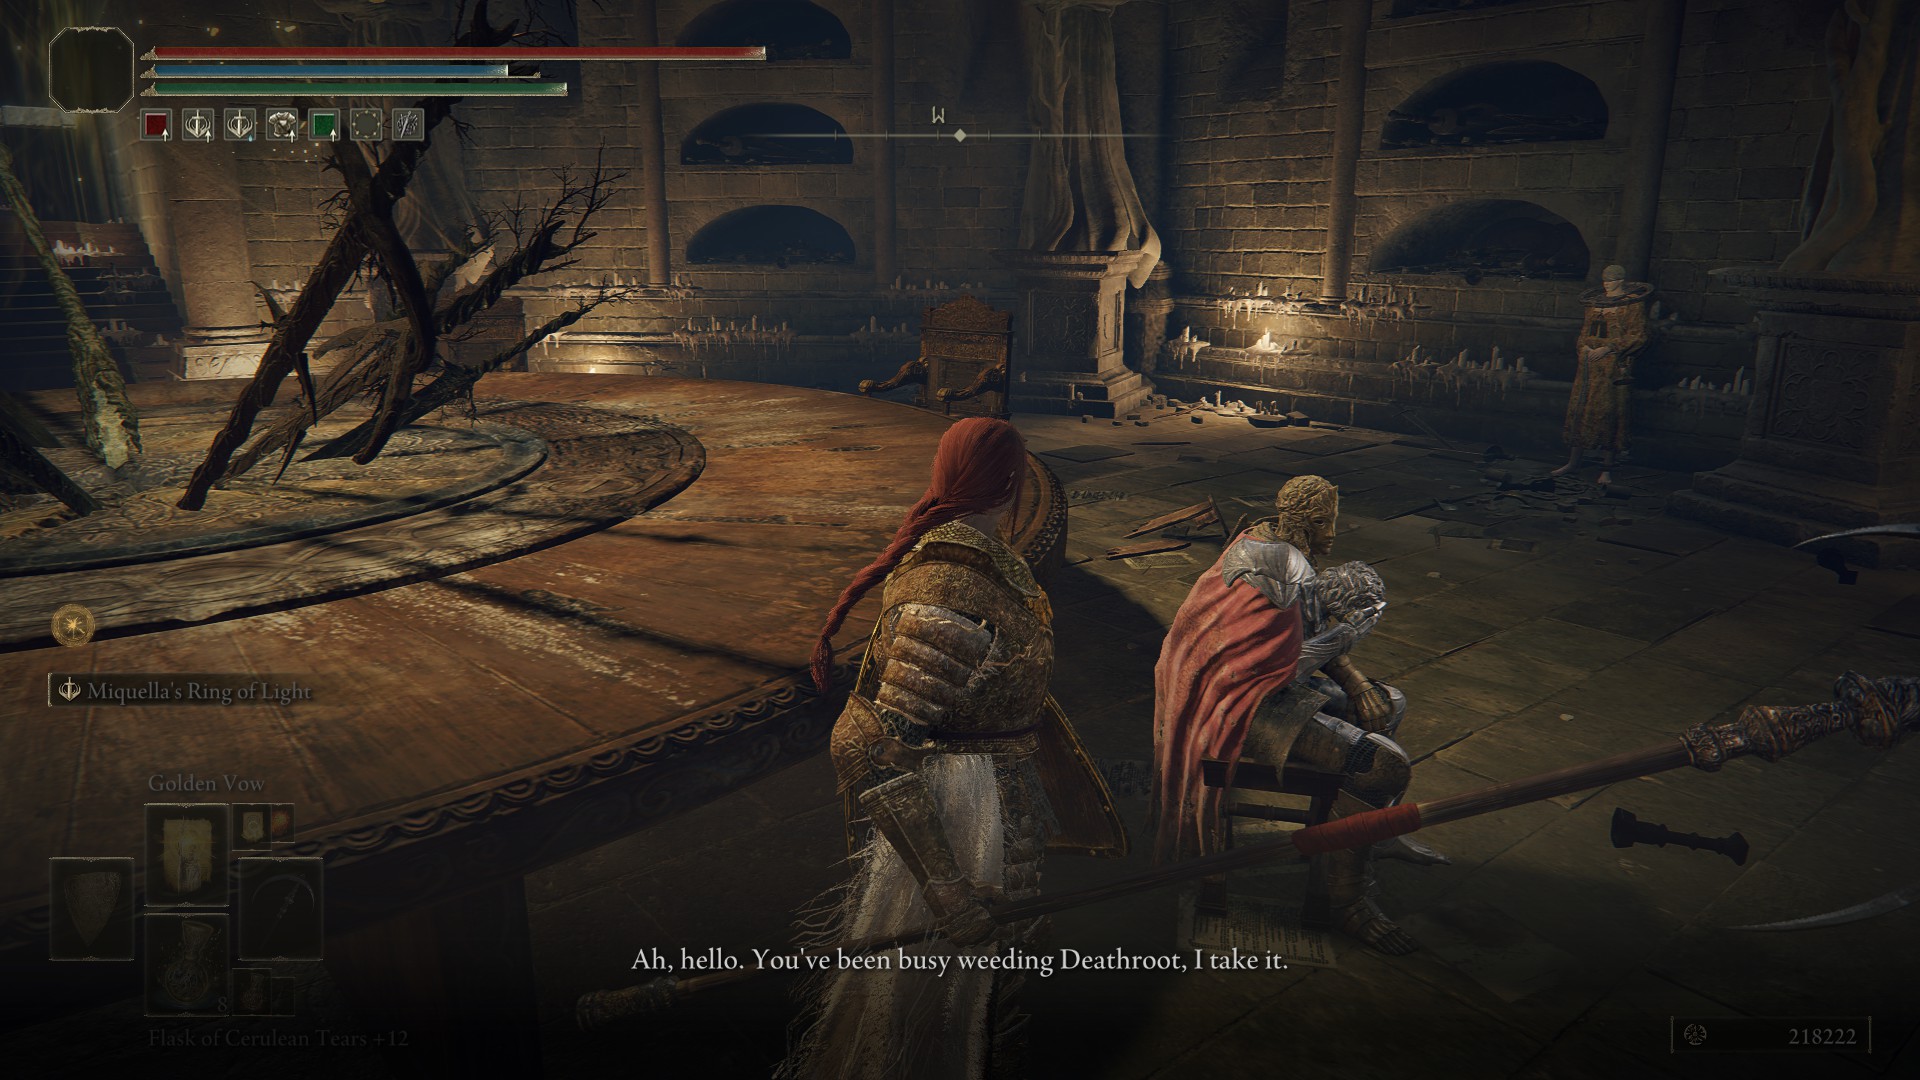 W
Miquella's Ring of Light
Golden Vow
8
Flask of Cerulean Tears +12
Ah, hello. You've been busy weeding Deathroot, I take it.
218222